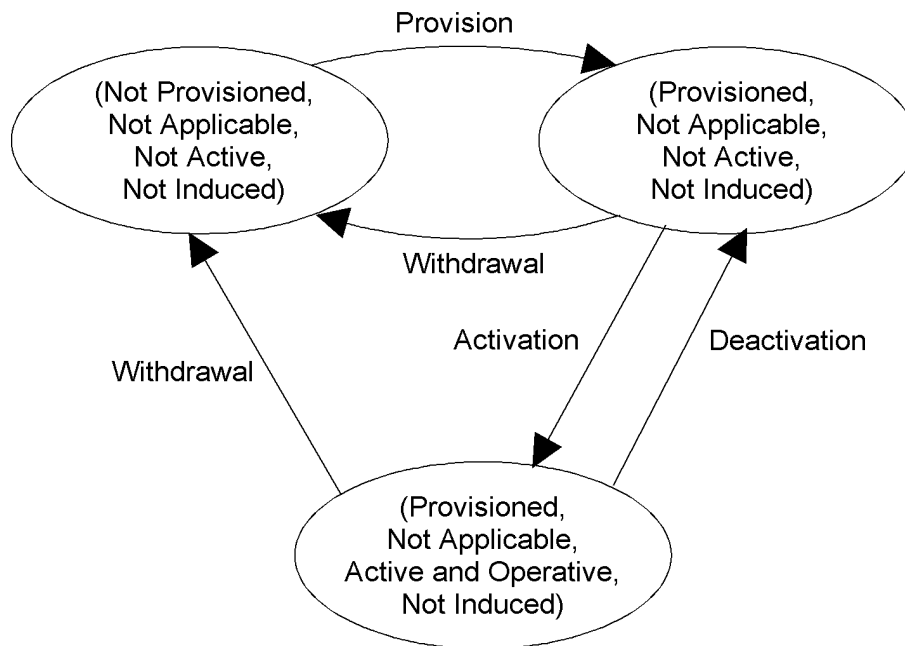 Provision
(Not Provisioned,
Not Applicable,
Not Active,
Not Induced)
(Provisioned,
Not Applicable,
Not Active,
Not Induced)
Withdrawal
Activation
Deactivation
Withdrawal
(Provisioned,
Not Applicable,
Active and Operative,
Not Induced)